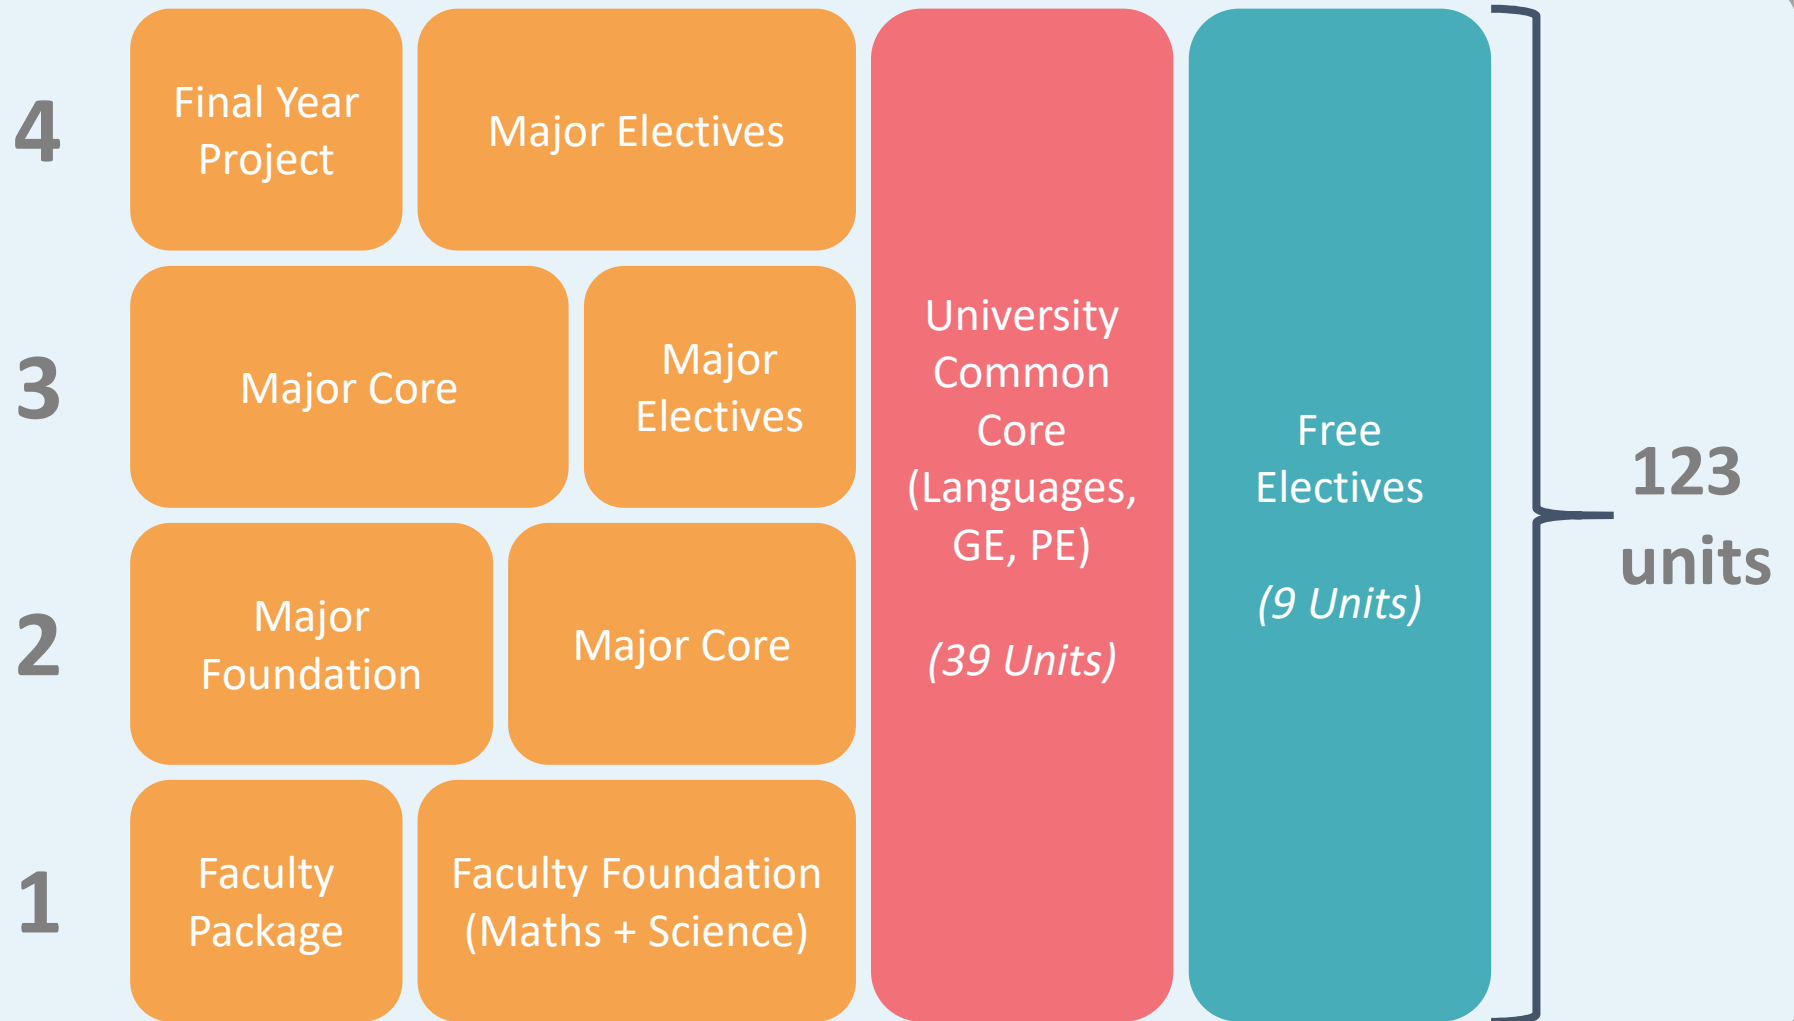 4
Final Year
Project
Major Electives
3
Major Core
Major
Electives
2
Major
Foundation
Major Core
1
Faculty
Package
Faculty Foundation
(Maths + Science)
University
Common
Core
(Languages,
GE, PE)
(39 Units)
Free
Electives
(9 Units)
123
units